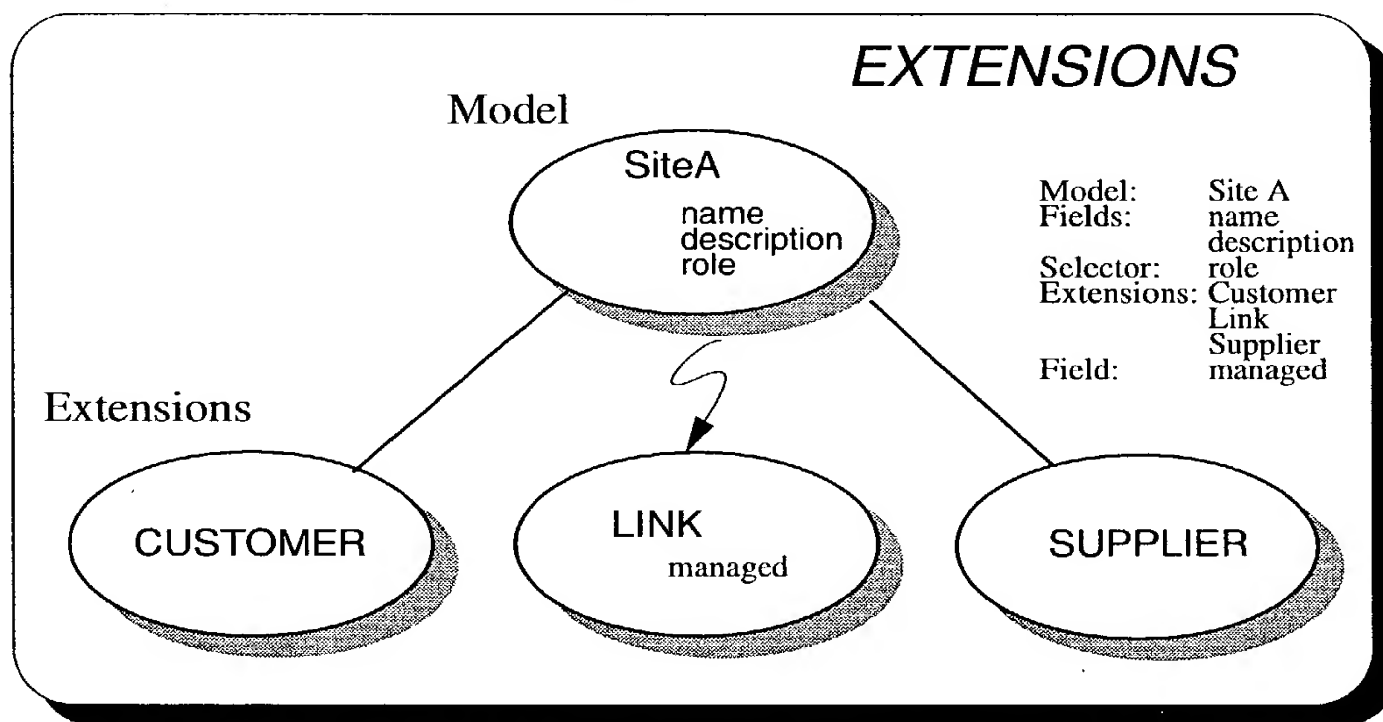 EXTENSIONS
Model
SiteA
name
description
role
Model: Site A
Fields: name
description
Selector: role
Extensions: Customer
Link
Supplier
Field: managed
Extensions
CUSTOMER
LINK
managed
SUPPLIER